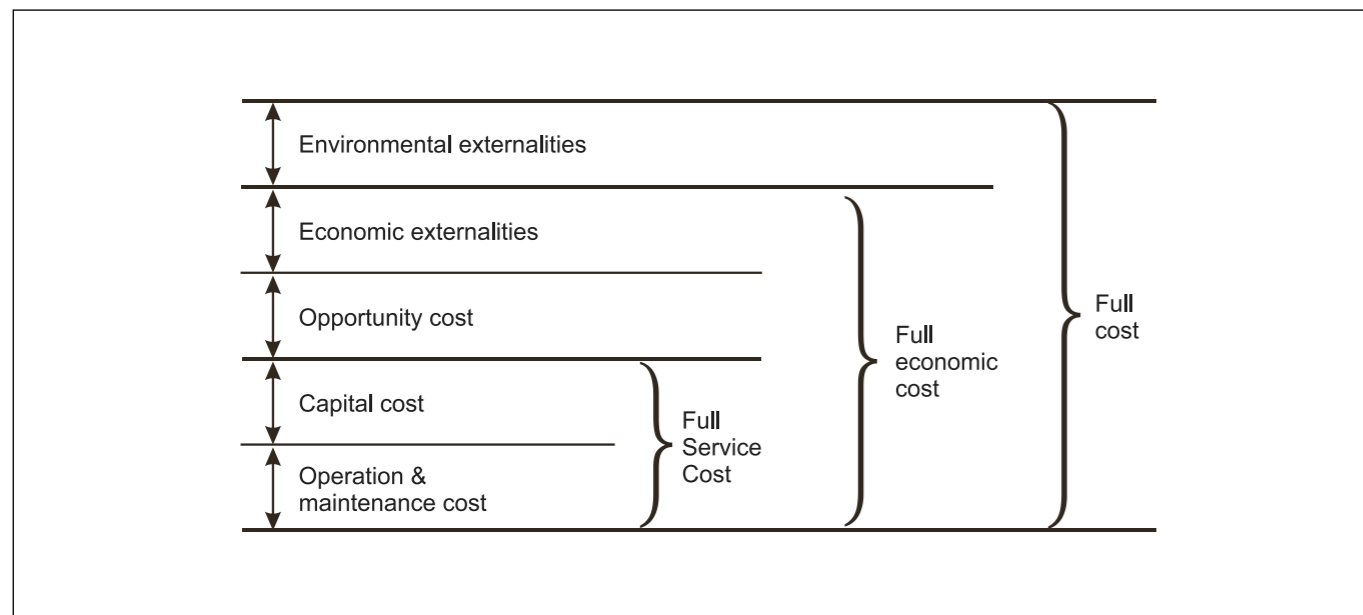 Environmental externalities
Economic externalities
Opportunity cost
Capital cost
Operation &
maintenance cost
Full
Service
Cost
Full
economic
cost
Full
cost